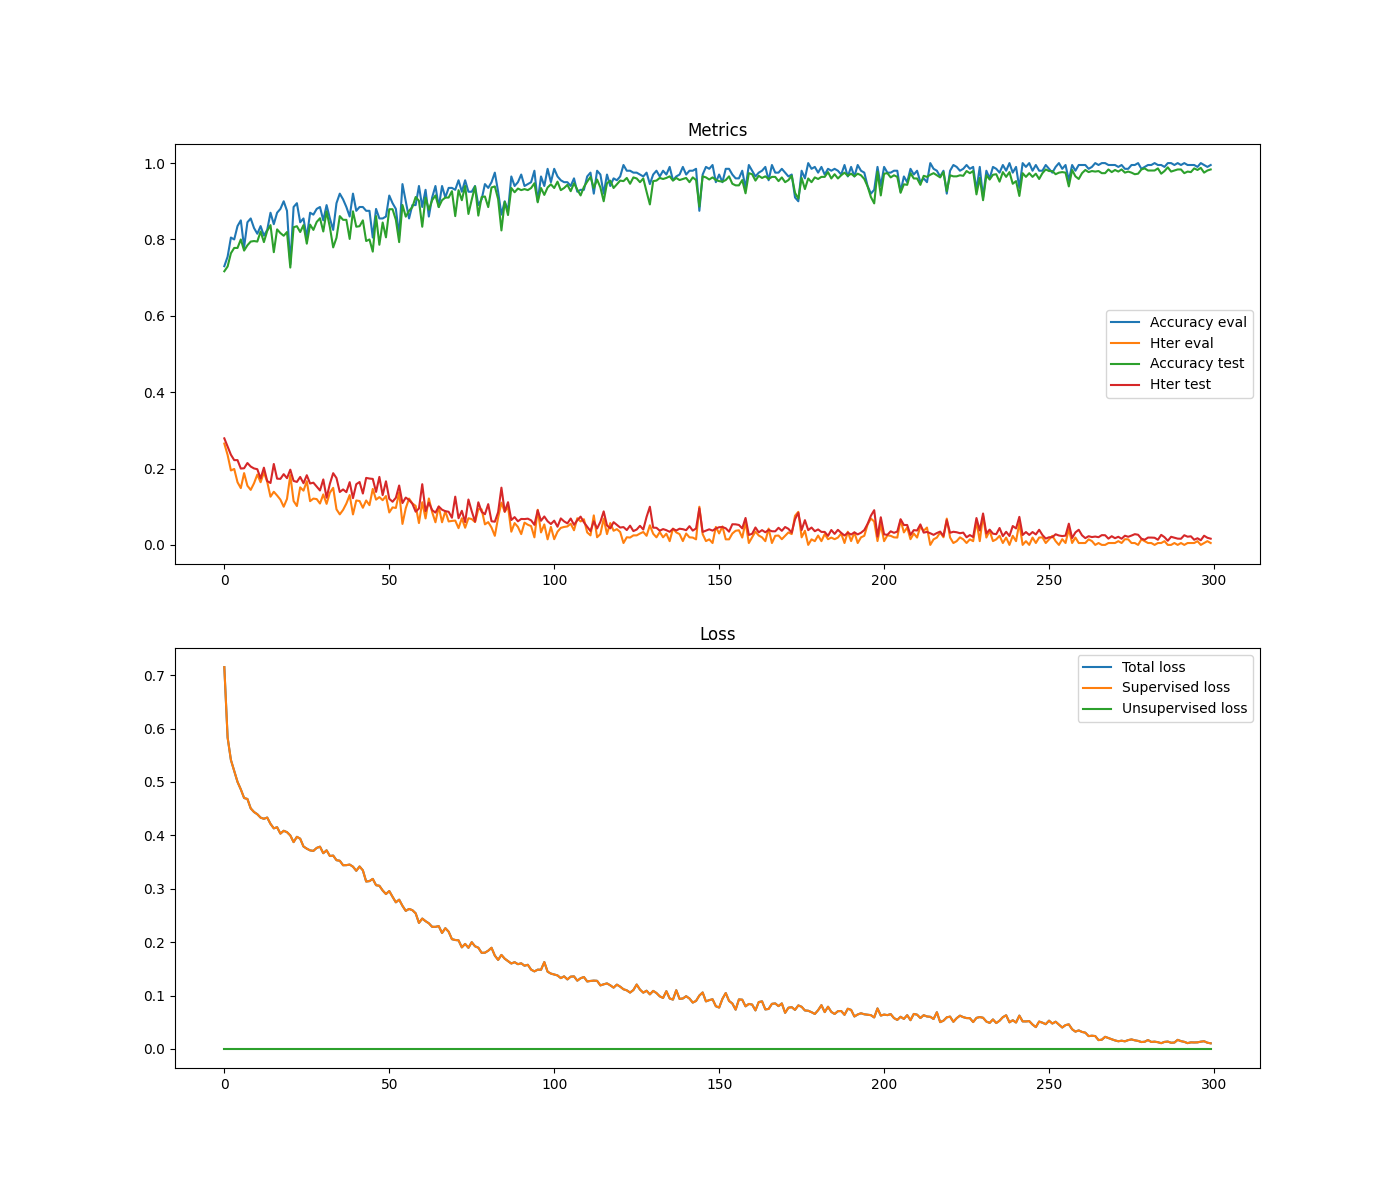 Metrics
1.0
0.8
0.6
0.4
0.2
0.0
Accuracy eval
Hter eval
Accuracy test
Hter test
0 50 100 150 200 250 300
Loss
0.7
0.6
0.5
0.4
0.3
0.2
0.1
0.0
Total loss
Supervised loss
Unsupervised loss
0 50 100 150 200 250 300